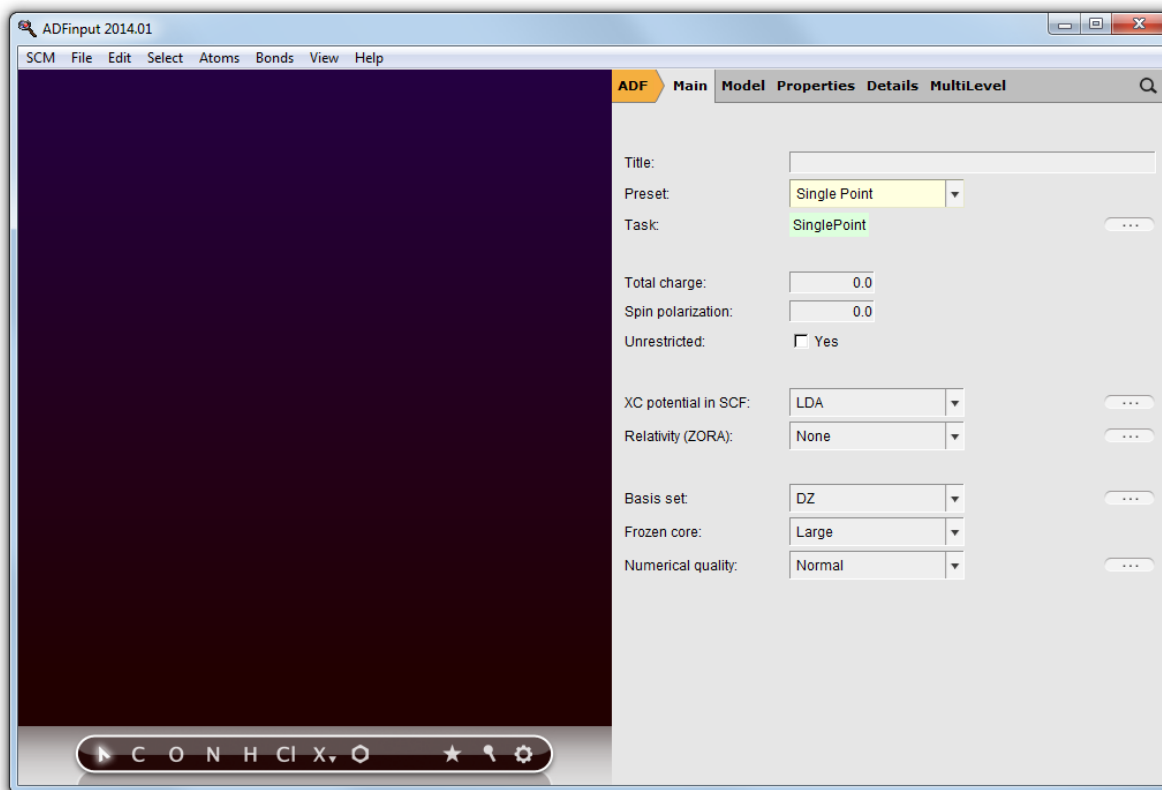 ADFinput 2014.01
SCM File Edit Select Atoms Bonds View Help
ADF Main Model Properties Details MultiLevel
Title:
Preset: Single Point
Task: SinglePoint ...
Total charge: 0.0
Spin polarization: 0.0
Unrestricted: Yes
XC potential in SCF: LDA ...
Relativity (ZORA): None ...
Basis set: DZ ...
Frozen core: Large
Numerical quality: Normal ...
C O N H Cl X